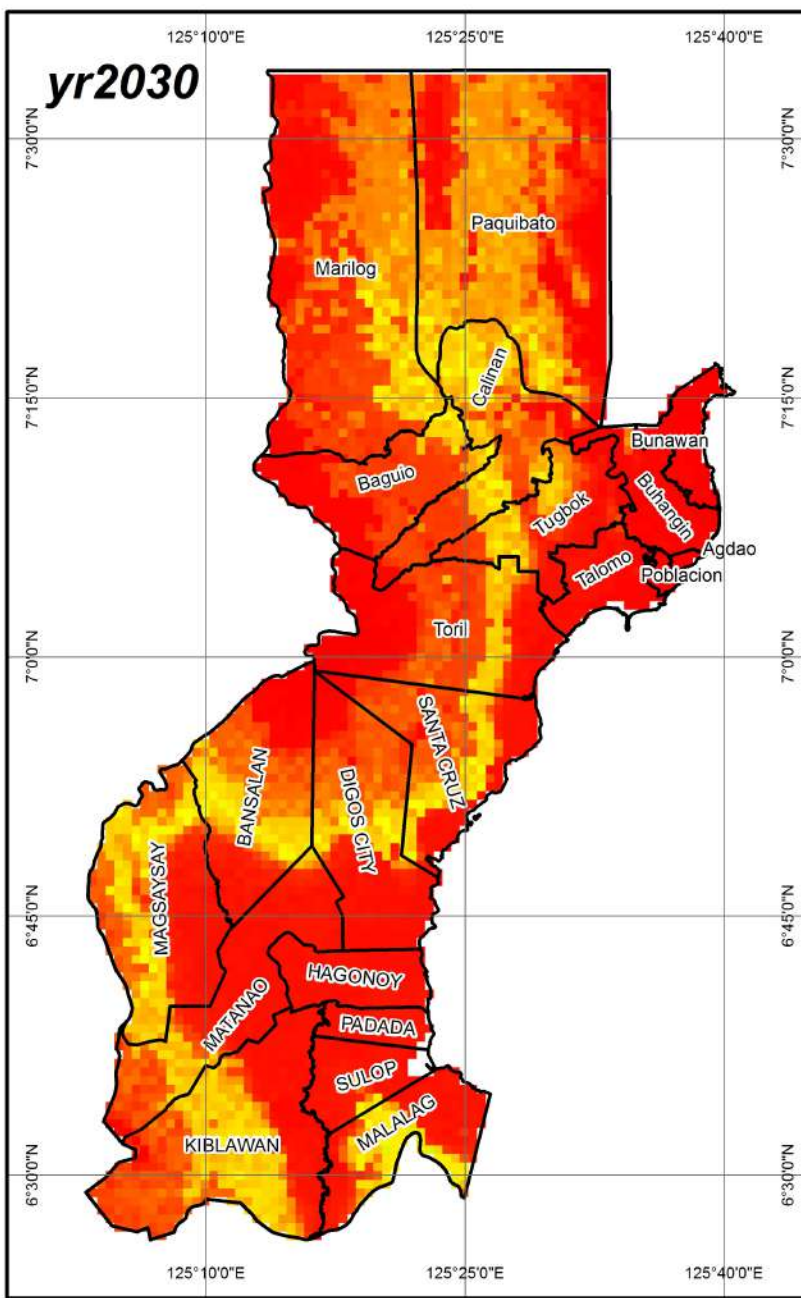 125°10'0"E
125°25'0"E
125°40'0"E
yr2030
7°30'0"N
7°30'0"N
Paquibato
Marilog
Calinan
7°15'0"N
7°15'0"N
Bunawan
Baguio
Buhangin
Tugbok
Agdao
Talomo
Poblacion
Toril
7°0'0"N
7°0'0"N
SANTA CRUZ
BANSALAN
DIGOS CITY
MAGSAYSAY
6°45'0"N
6°45'0"N
HAGONOY
MATANAO
PADADA
SULOP
MALALAG
KIBLAWAN
6°30'0"N
6°30'0"N
125°10'0"E
125°25'0"E
125°40'0"E